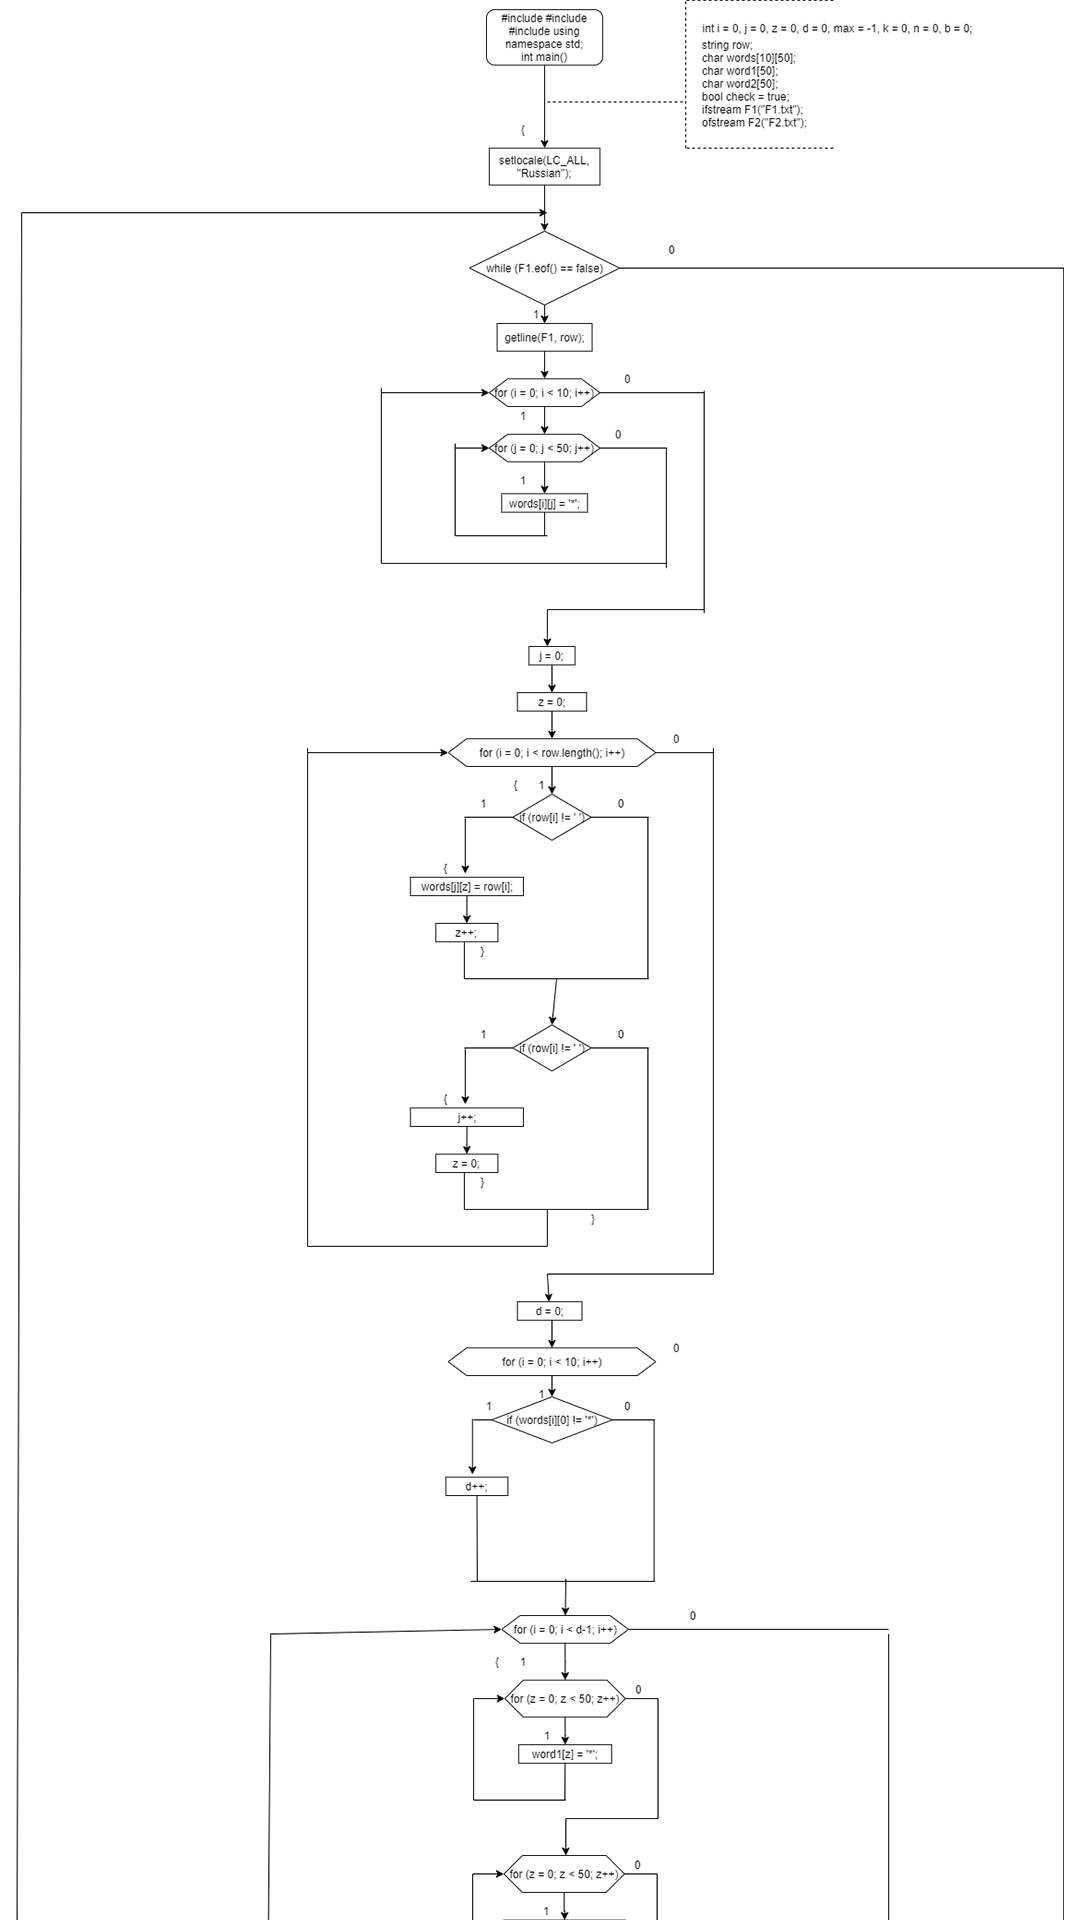 #include #include
#include using
namespace std;
int main()
int i = 0, j = 0, z = 0, d = 0, max = -1, k = 0, n = 0, b = 0;
string row;
char words[10][50];
char word1[50];
char word2[50];
bool check = true;
ifstream F1("F1.txt");
ofstream F2("F2.txt");
{
setlocale(LC_ALL,
"Russian");
while (F1.eof() == false)
0
1
getline(F1, row);
for (i = 0; i < 10; i++)
0
1
for (j = 0; j < 50; j++)
0
1
words[i][j] = '*';
j = 0;
z = 0;
for (i = 0; i < row.length(); i++)
0
{ 1
1
if (row[i] != ' ')
0
{
words[j][z] = row[i];
z++;
}
1
if (row[i] != ' ')
0
{
j++;
z = 0;
}
}
d = 0;
for (i = 0; i < 10; i++)
0
1
1
if (words[i][0] != '*')
0
d++;
for (i = 0; i < d-1; i++)
0
{ 1
for (z = 0; z < 50; z++)
0
1
word1[z] = '*';
for (z = 0; z < 50; z++)
0
1